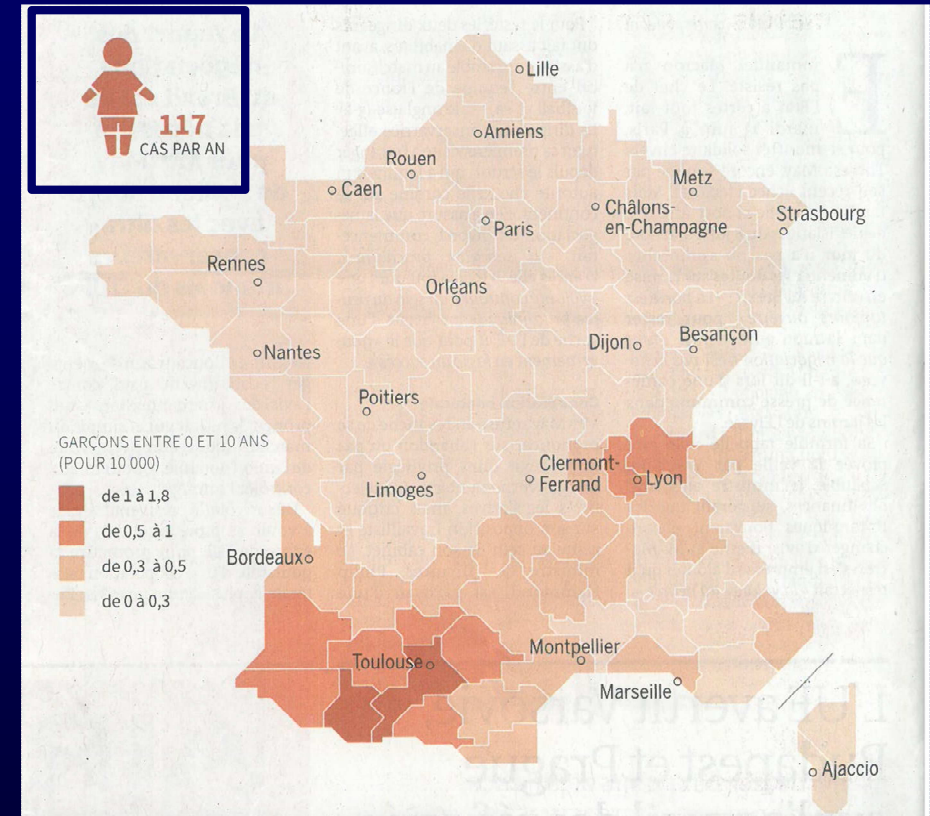 117
CAS PAR AN
Lille
Amiens
Rouen
Caen
Metz
Châlons-
en-Champagne
Strasbourg
Paris
Rennes
Orléans
Nantes
Dijon
Besançon
Poitiers
GARÇONS ENTRE 0 ET 10 ANS
(POUR 10 000)
de 1 à 1,8
de 0,5 à 1
de 0,3 à 0,5
de 0 à 0,3
Limoges
Clermont-
Ferrand
Lyon
Bordeaux
Toulouse
Montpellier
Marseille
Ajaccio